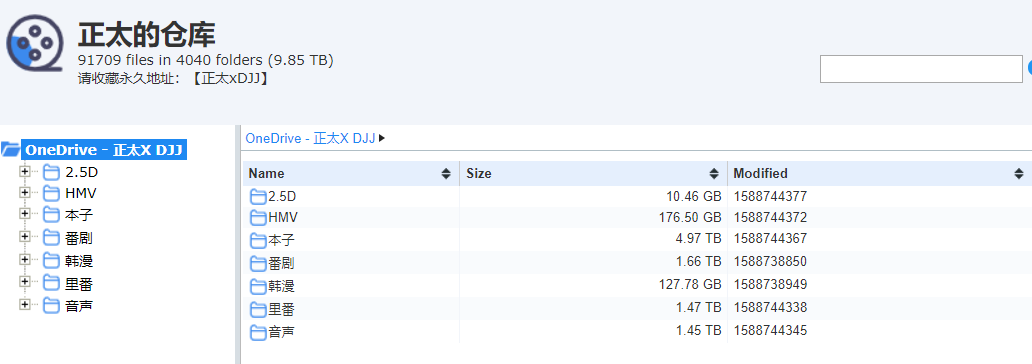 正太的仓库
91709 files in 4040 folders (9.85 TB)
请收藏永久地址：【正太xDJJ】
OneDrive - 正太X DJJ
2.5D
HMV
本子
番剧
韩漫
里番
音声
OneDrive - 正太X DJJ
Name Size Modified
2.5D 10.46 GB 1588744377
HMV 176.50 GB 1588744372
本子 4.97 TB 1588744367
番剧 1.66 TB 1588738850
韩漫 127.78 GB 1588738949
里番 1.47 TB 1588744338
音声 1.45 TB 1588744345